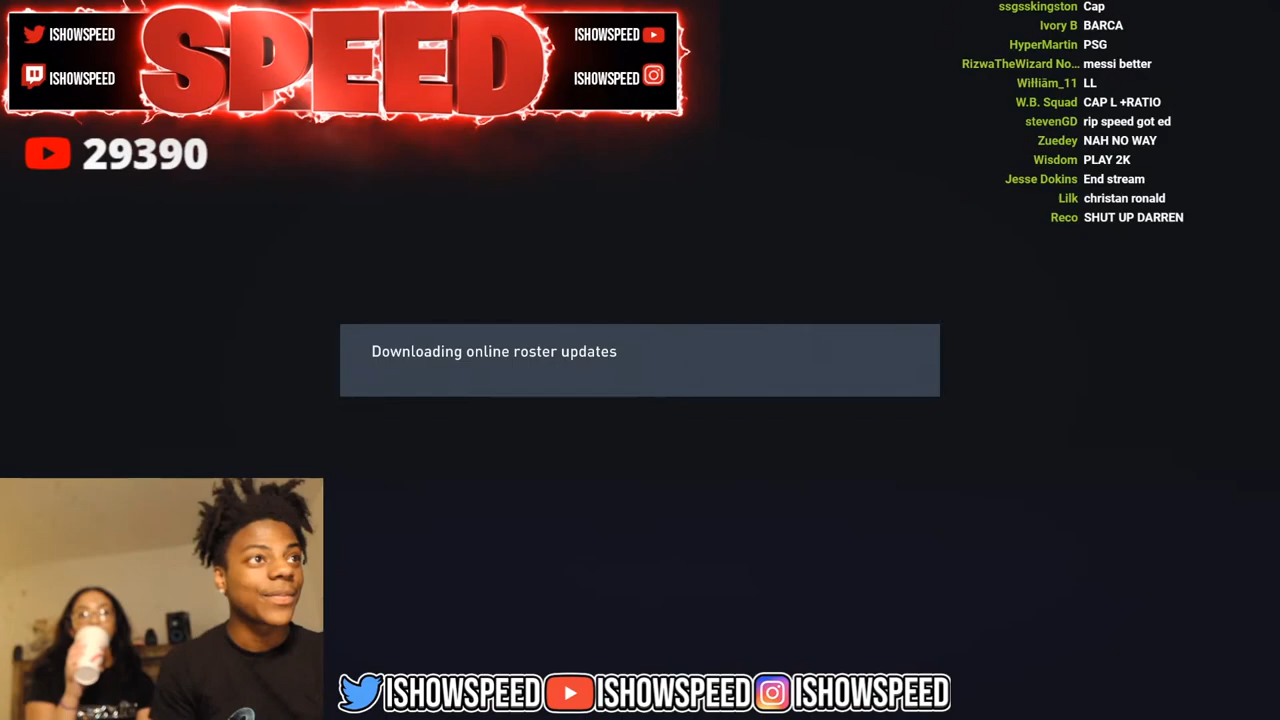 ISHOWSPEED
ISHOWSPEED
SPEED
ISHOWSPEED
ISHOWSPEED
29390
ssgsskingston Cap
Ivory B BARCA
HyperMartin PSG
RizwaTheWizard No... messi better
Wiłłiām_11 LL
W.B. Squad CAP L +RATIO
stevenGD rip speed got ed
Zuedey NAH NO WAY
Wisdom PLAY 2K
Jesse Dokins End stream
Lilk christan ronald
Reco SHUT UP DARREN
Downloading online roster updates
ISHOWSPEED ISHOWSPEED ISHOWSPEED